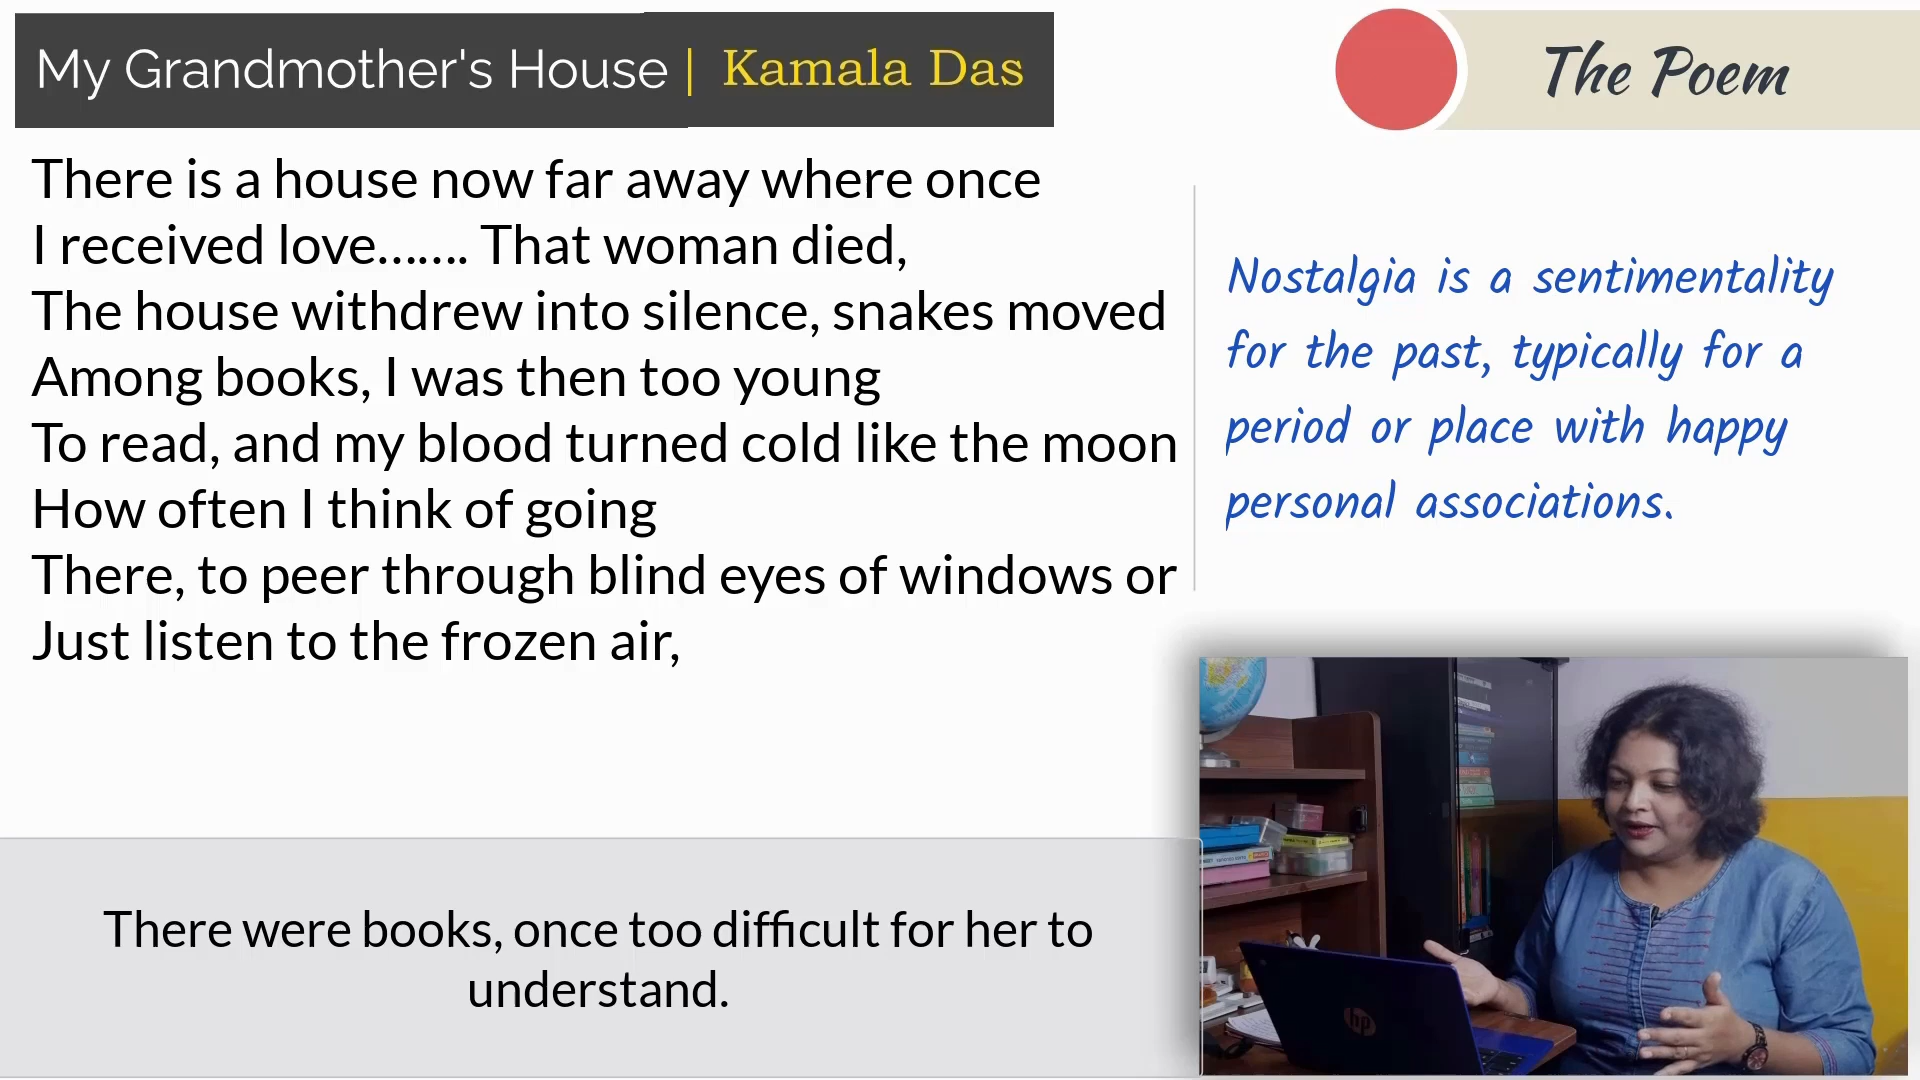 My Grandmother's House | Kamala Das
The Poem
There is a house now far away where once
I received love……. That woman died,
The house withdrew into silence, snakes moved
Among books, I was then too young
To read, and my blood turned cold like the moon
How often I think of going
There, to peer through blind eyes of windows or
Just listen to the frozen air,
Nostalgia is a sentimentality
for the past, typically for a
period or place with happy
personal associations.
There were books, once too difficult for her to
understand.
hp